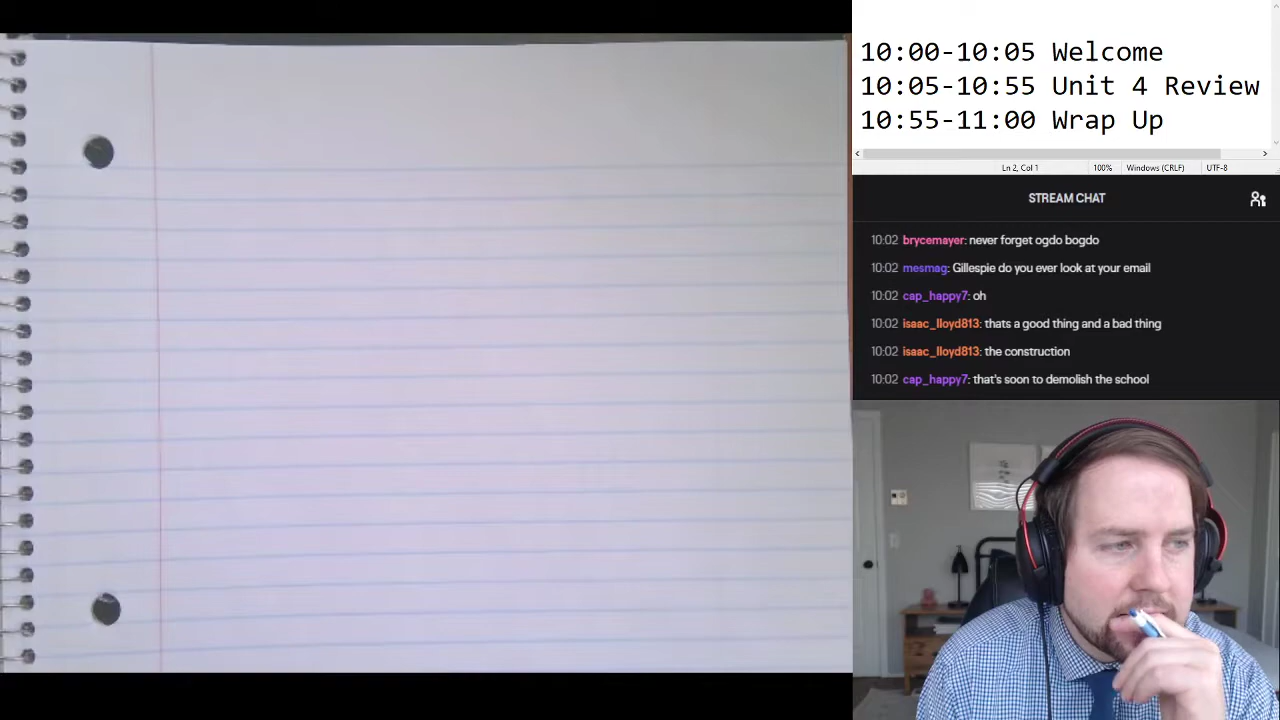 10:00-10:05 Welcome
10:05-10:55 Unit 4 Review
10:55-11:00 Wrap Up
Ln 2, Col 1 100% Windows (CRLF) UTF-8
STREAM CHAT
10:02 brycemayer: never forget ogdo bogdo
10:02 mesmag: Gillespie do you ever look at your email
10:02 cap_happy7: oh
10:02 isaac_lloyd813: thats a good thing and a bad thing
10:02 isaac_lloyd813: the construction
10:02 cap_happy7: that's soon to demolish the school